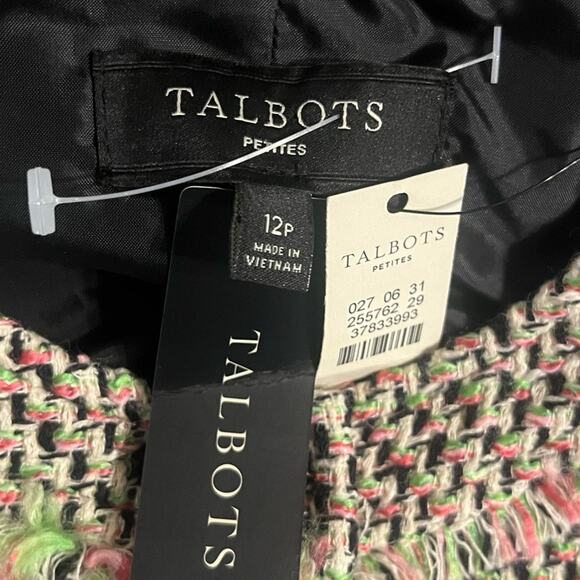 TALBOTS
PETITES
12P
MADE IN
VIETNAM
TALBOTS
PETITES
027 06 31
255762 29
37833993
TALBOTS